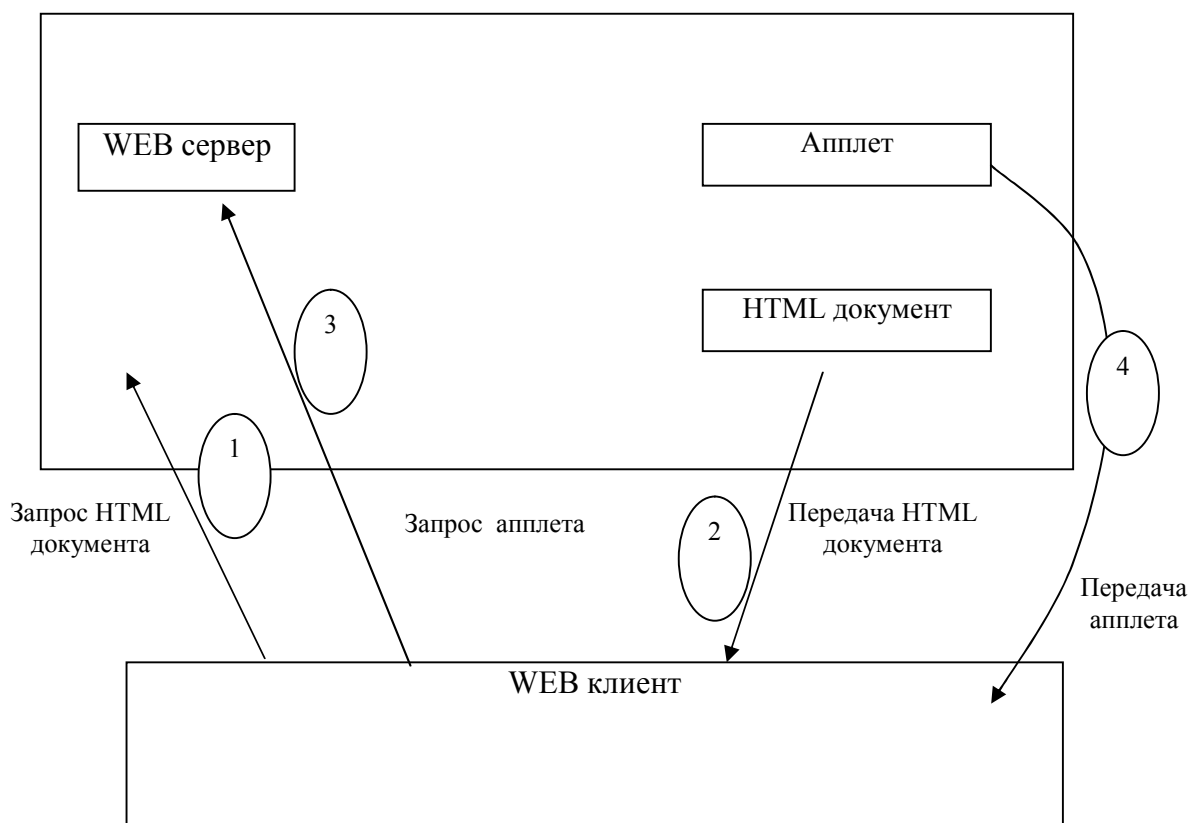 WEB сервер
Апплет
HTML документ
3
4
1
Запрос HTML
документа
Запрос апплета
2
Передача HTML
документа
Передача
апплета
WEB клиент